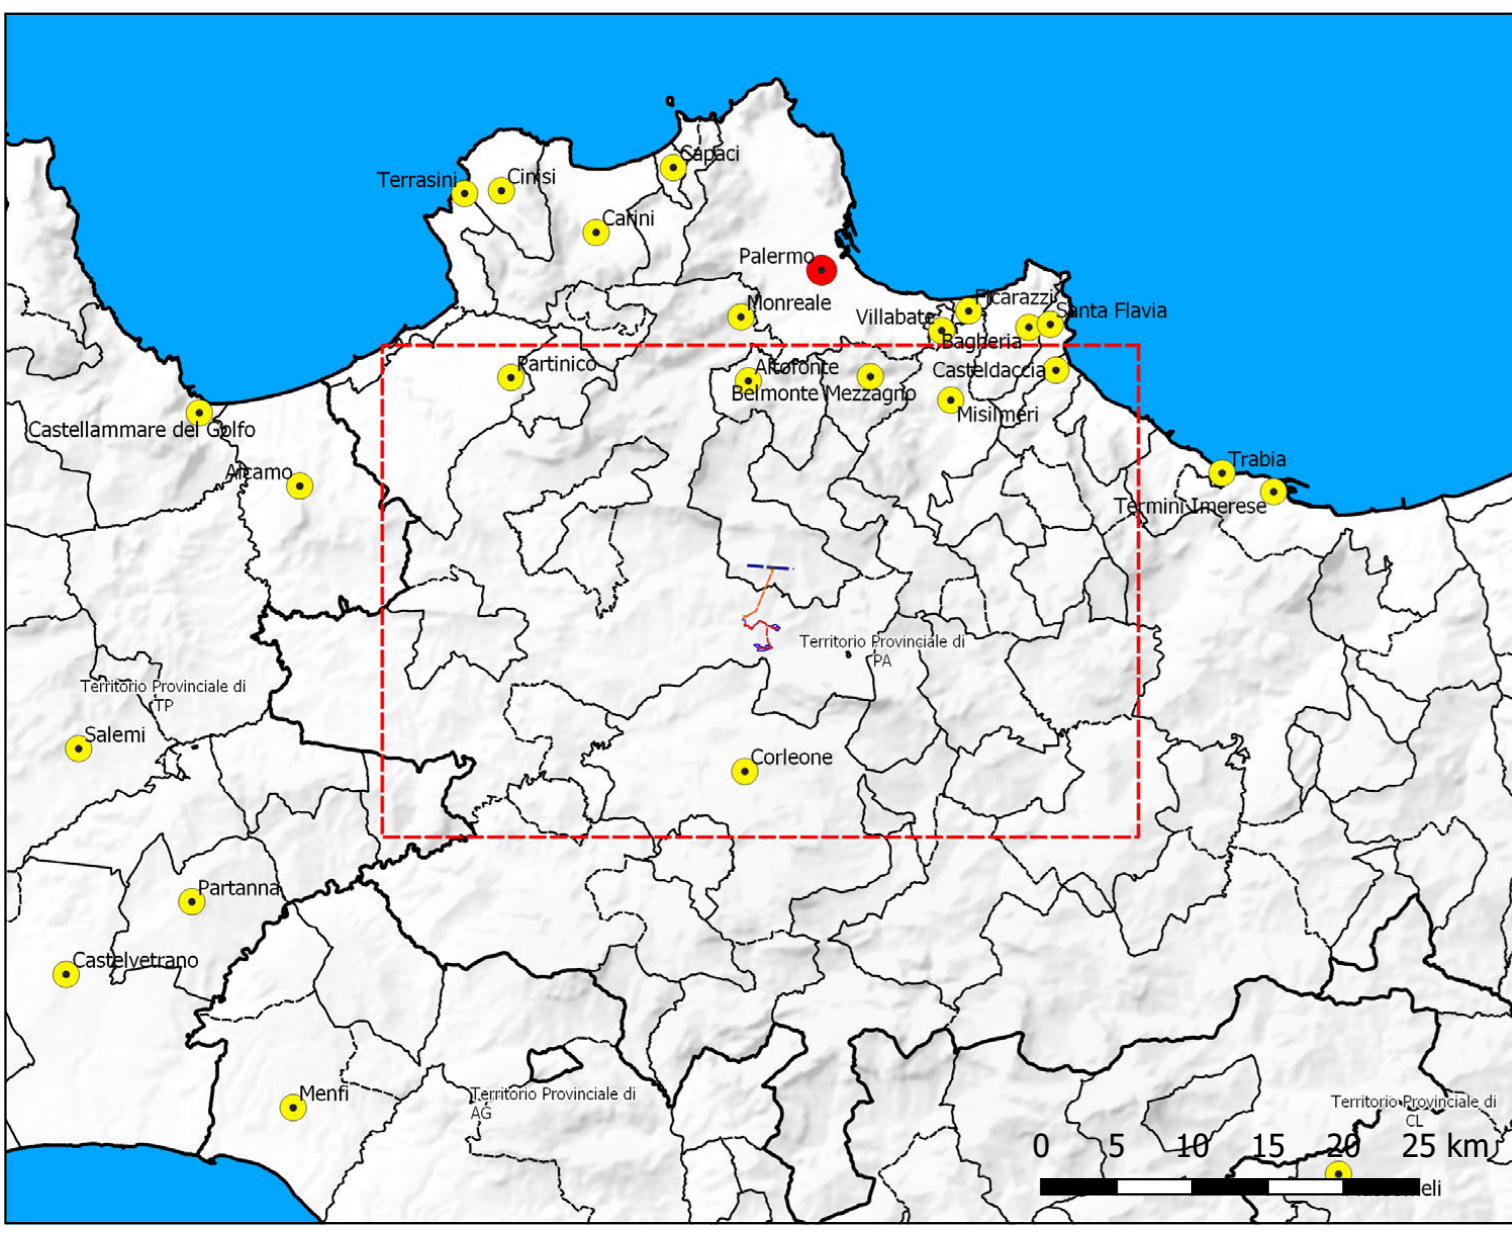 Capaci
Terrasini
Cinisi
Carini
Palermo
Monreale
Ficarazzi
Villabate
Santa Flavia
Bagheria
Partinico
Altofonte
Casteldaccia
Belmonte Mezzagno
Misilmeri
Castellammare del Golfo
Alcamo
Trabia
Termini Imerese
Territorio Provinciale di
PA
Territorio Provinciale di
TP
Salemi
Corleone
Partanna
Castelvetrano
Menfi
Territorio Provinciale di
AG
Territorio Provinciale di
CL
0 5 10 15 20 25 km